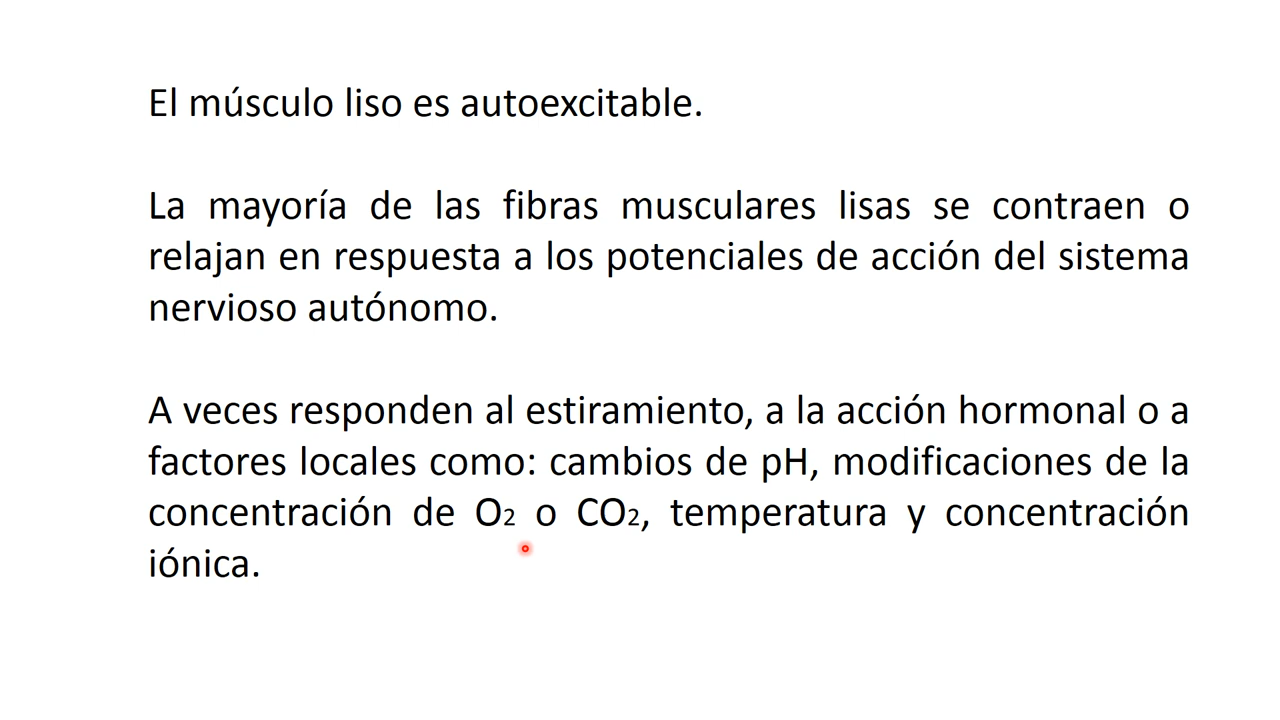 El músculo liso es autoexcitable.
La mayoría de las fibras musculares lisas se contraen o
relajan en respuesta a los potenciales de acción del sistema
nervioso autónomo.
A veces responden al estiramiento, a la acción hormonal o a
factores locales como: cambios de pH, modificaciones de la
concentración de O2 o CO2, temperatura y concentración
iónica.